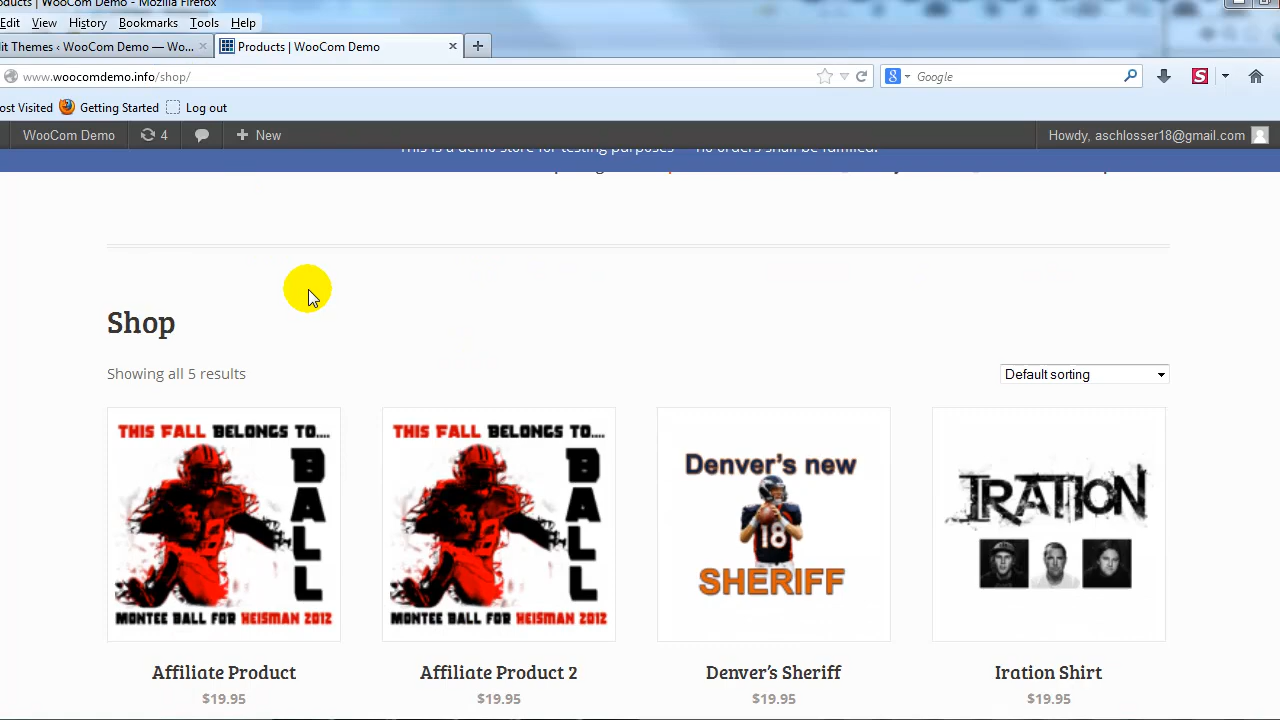 oducts | WooCom Demo - Mozilla Firefox
Edit View History Bookmarks Tools Help
it Themes ‹ WooCom Demo — Wo... Products | WooCom Demo
www.woocomdemo.info/shop/ Google
ost Visited Getting Started Log out
WooCom Demo 4 New Howdy, aschlosser18@gmail.com
This is a demo store for testing purposes — no orders shall be fulfilled.
Shop
Showing all 5 results Default sorting
THIS FALL BELONGS TO....
BALL
MONTEE BALL FOR HEISMAN 2012
THIS FALL BELONGS TO....
BALL
MONTEE BALL FOR HEISMAN 2012
Denver's new
18
SHERIFF
IRATION
Affiliate Product Affiliate Product 2 Denver’s Sheriff Iration Shirt
$19.95 $19.95 $19.95 $19.95